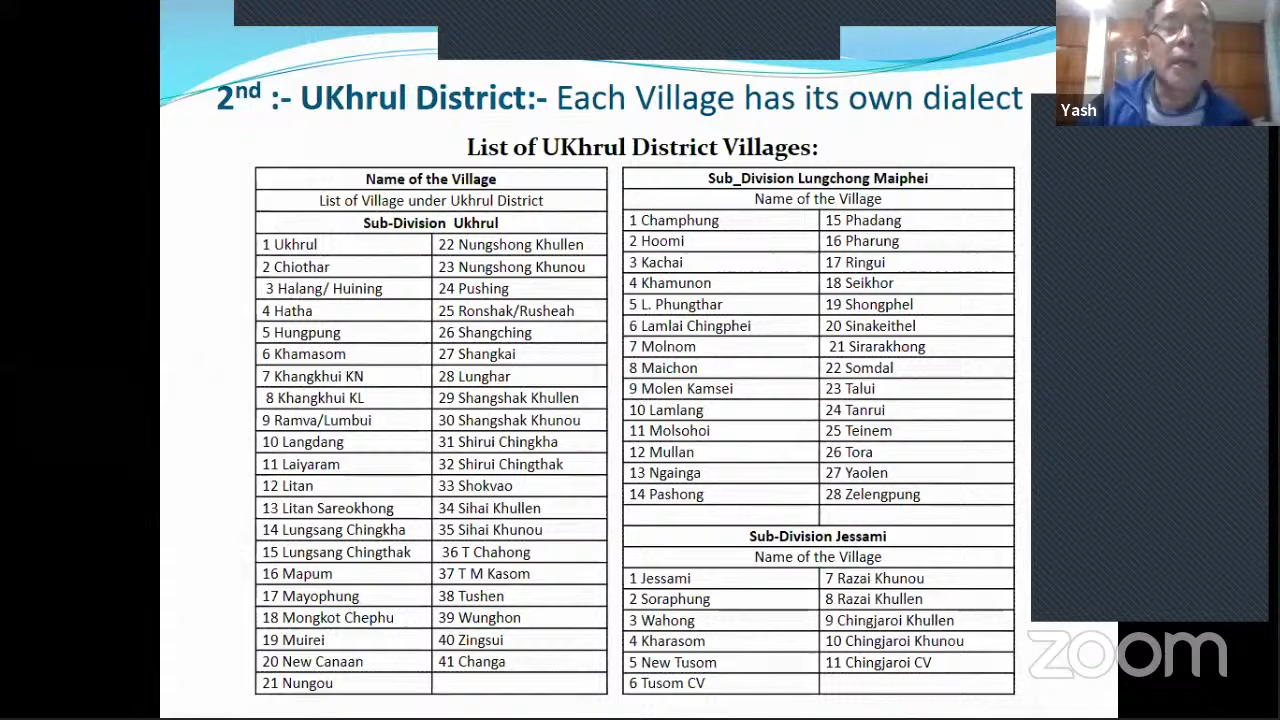 2nd :- UKhrul District:- Each Village has its own dialect
Yash
List of UKhrul District Villages:
Name of the Village
List of Village under Ukhrul District
Sub-Division Ukhrul
1 Ukhrul 22 Nungshong Khullen
2 Chiothar 23 Nungshong Khunou
3 Halang/ Huining 24 Pushing
4 Hatha 25 Ronshak/Rusheah
5 Hungpung 26 Shangching
6 Khamasom 27 Shangkai
7 Khangkhui KN 28 Lunghar
8 Khangkhui KL 29 Shangshak Khullen
9 Ramva/Lumbui 30 Shangshak Khunou
10 Langdang 31 Shirui Chingkha
11 Laiyaram 32 Shirui Chingthak
12 Litan 33 Shokvao
13 Litan Sareokhong 34 Sihai Khullen
14 Lungsang Chingkha 35 Sihai Khunou
15 Lungsang Chingthak 36 T Chahong
16 Mapum 37 T M Kasom
17 Mayophung 38 Tushen
18 Mongkot Chephu 39 Wunghon
19 Muirei 40 Zingsui
20 New Canaan 41 Changa
21 Nungou
Sub_Division Lungchong Maiphei
Name of the Village
1 Champhung 15 Phadang
2 Hoomi 16 Pharung
3 Kachai 17 Ringui
4 Khamunon 18 Seikhor
5 L. Phungthar 19 Shongphel
6 Lamlai Chingphei 20 Sinakeithel
7 Molnom 21 Sirarakhong
8 Maichon 22 Somdal
9 Molen Kamsei 23 Talui
10 Lamlang 24 Tanrui
11 Molsohoi 25 Teinem
12 Mullan 26 Tora
13 Ngainga 27 Yaolen
14 Pashong 28 Zelengpung
Sub-Division Jessami
Name of the Village
1 Jessami 7 Razai Khunou
2 Soraphung 8 Razai Khullen
3 Wahong 9 Chingjaroi Khullen
4 Kharasom 10 Chingjaroi Khunou
5 New Tusom 11 Chingjaroi CV
6 Tusom CV
zoom